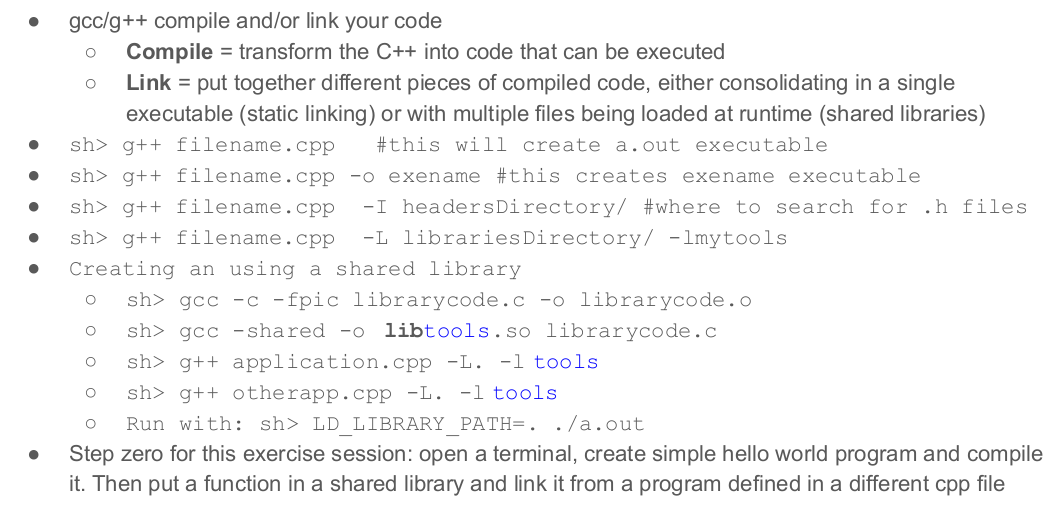 ● gcc/g++ compile and/or link your code
○ Compile = transform the C++ into code that can be executed
○ Link = put together different pieces of compiled code, either consolidating in a single
executable (static linking) or with multiple files being loaded at runtime (shared libraries)
● sh> g++ filename.cpp   #this will create a.out executable
● sh> g++ filename.cpp -o exename #this creates exename executable
● sh> g++ filename.cpp  -I headersDirectory/ #where to search for .h files
● sh> g++ filename.cpp  -L librariesDirectory/ -lmytools
● Creating an using a shared library
○ sh> gcc -c -fpic librarycode.c -o librarycode.o
○ sh> gcc -shared -o libtools.so librarycode.c
○ sh> g++ application.cpp -L. -l tools
○ sh> g++ otherapp.cpp -L. -l tools
○ Run with: sh> LD_LIBRARY_PATH=. ./a.out
● Step zero for this exercise session: open a terminal, create simple hello world program and compile
it. Then put a function in a shared library and link it from a program defined in a different cpp file